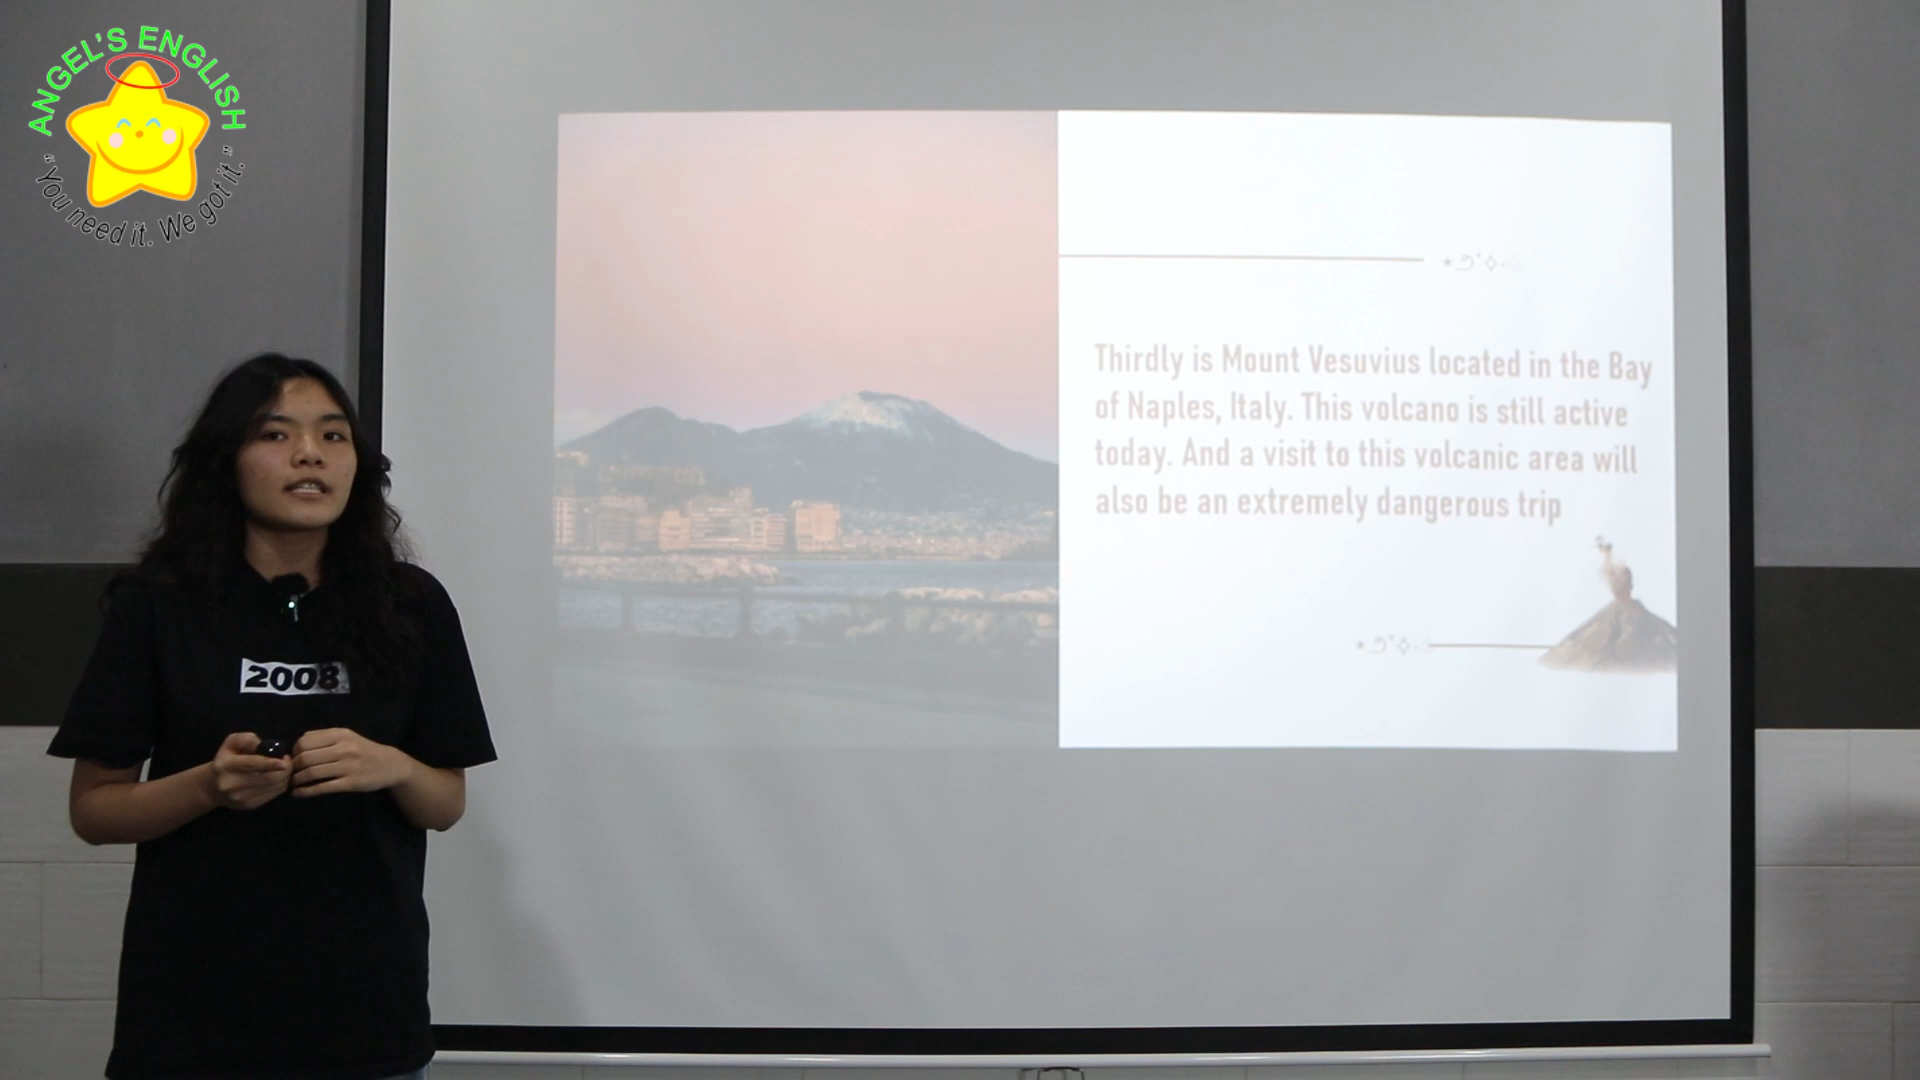 ANGEL'S ENGLISH
"You need it. We got it."
Thirdly is Mount Vesuvius located in the Bay
of Naples, Italy. This volcano is still active
today. And a visit to this volcanic area will
also be an extremely dangerous trip
2008